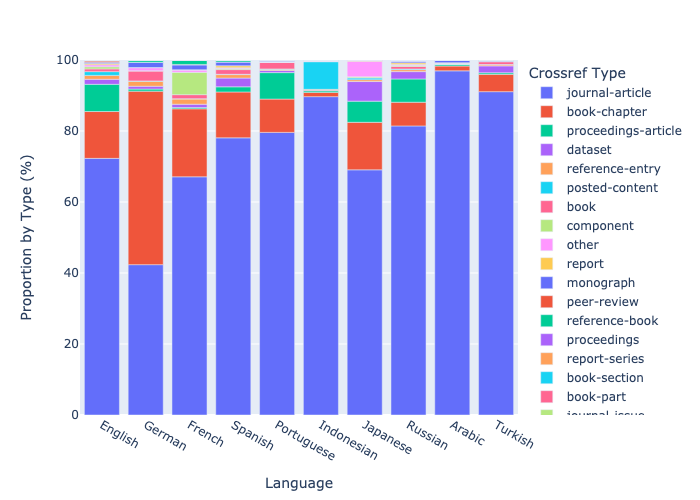 100
80
60
40
20
0
Proportion by Type (%)
English
German
French
Spanish
Portuguese
Indonesian
Japanese
Russian
Arabic
Turkish
Language
Crossref Type
journal-article
book-chapter
proceedings-article
dataset
reference-entry
posted-content
book
component
other
report
monograph
peer-review
reference-book
proceedings
report-series
book-section
book-part
journal-issue